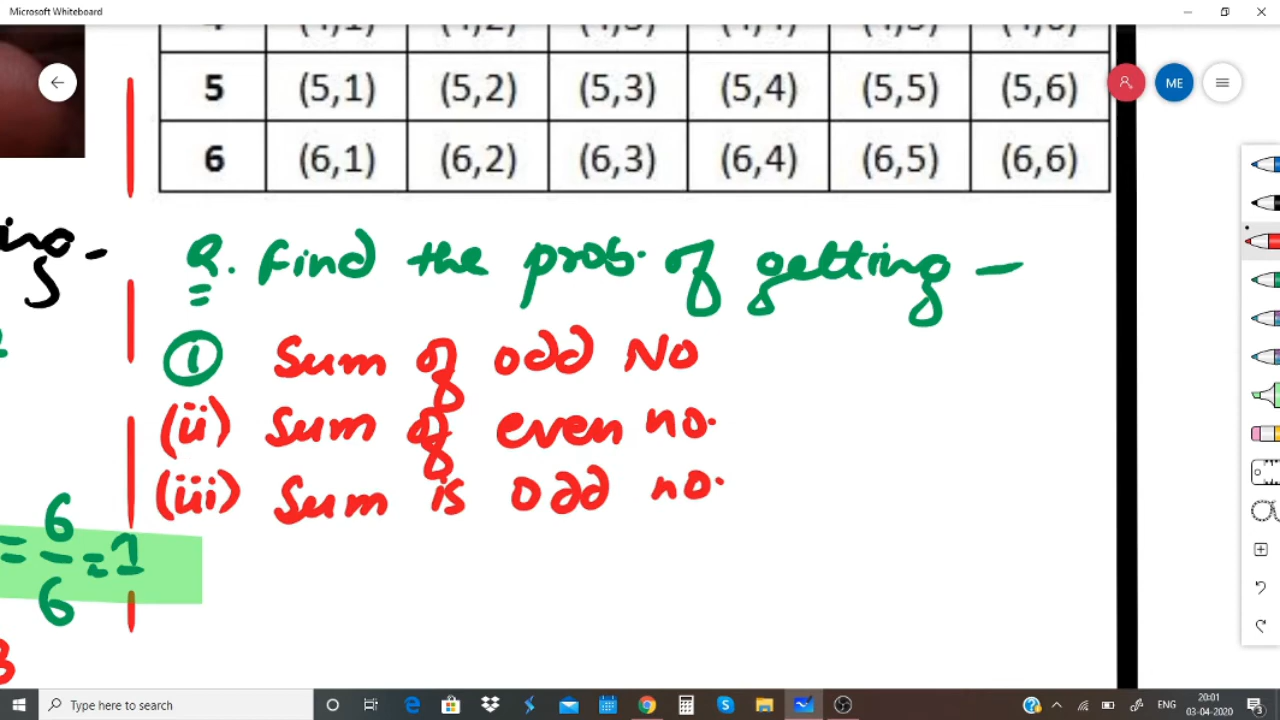 Microsoft Whiteboard
5 (5,1) (5,2) (5,3) (5,4) (5,5) (5,6)
6 (6,1) (6,2) (6,3) (6,4) (6,5) (6,6)
ME
Q. Find the prob. of getting –
① Sum of odd No
(ii) Sum of even no.
(iii) Sum is odd no.
= 6/6 = 1
Type here to search
ENG
20:01
03-04-2020